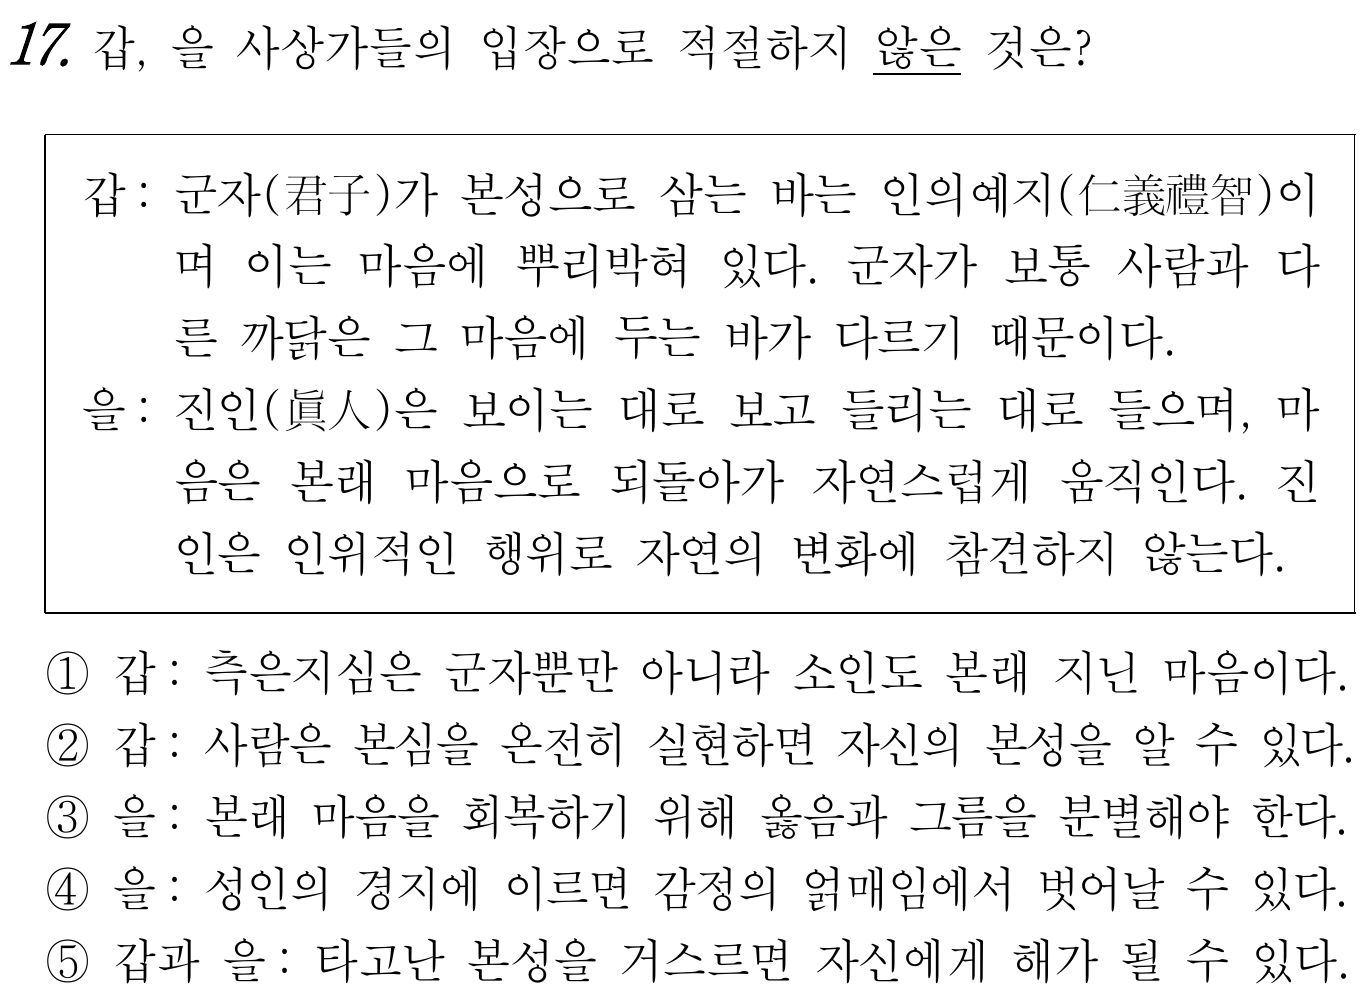 17. 갑, 을 사상가들의 입장으로 적절하지 않은 것은?
갑: 군자(君子)가 본성으로 삼는 바는 인의예지(仁義禮智)이
며 이는 마음에 뿌리박혀 있다. 군자가 보통 사람과 다
른 까닭은 그 마음에 두는 바가 다르기 때문이다.
을: 진인(眞人)은 보이는 대로 보고 들리는 대로 들으며, 마
음은 본래 마음으로 되돌아가 자연스럽게 움직인다. 진
인은 인위적인 행위로 자연의 변화에 참견하지 않는다.
① 갑: 측은지심은 군자뿐만 아니라 소인도 본래 지닌 마음이다.
② 갑: 사람은 본심을 온전히 실현하면 자신의 본성을 알 수 있다.
③ 을: 본래 마음을 회복하기 위해 옳음과 그름을 분별해야 한다.
④ 을: 성인의 경지에 이르면 감정의 얽매임에서 벗어날 수 있다.
⑤ 갑과 을: 타고난 본성을 거스르면 자신에게 해가 될 수 있다.